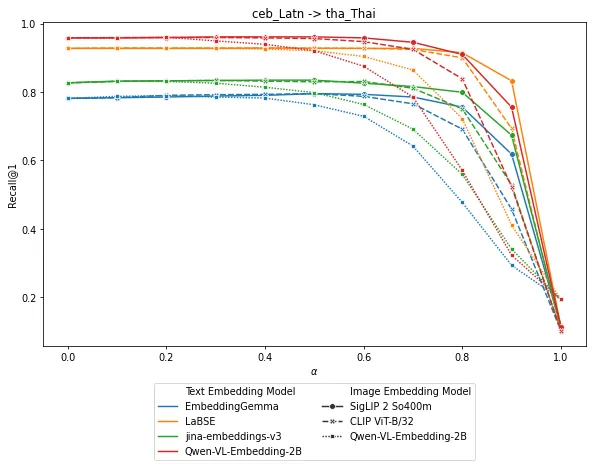 ceb_Latn -> tha_Thai
Recall@1
1.0
0.8
0.6
0.4
0.2
0.0 0.2 0.4 0.6 0.8 1.0
α
Text Embedding Model
EmbeddingGemma
LaBSE
jina-embeddings-v3
Qwen-VL-Embedding-2B
Image Embedding Model
SigLIP 2 So400m
CLIP ViT-B/32
Qwen-VL-Embedding-2B